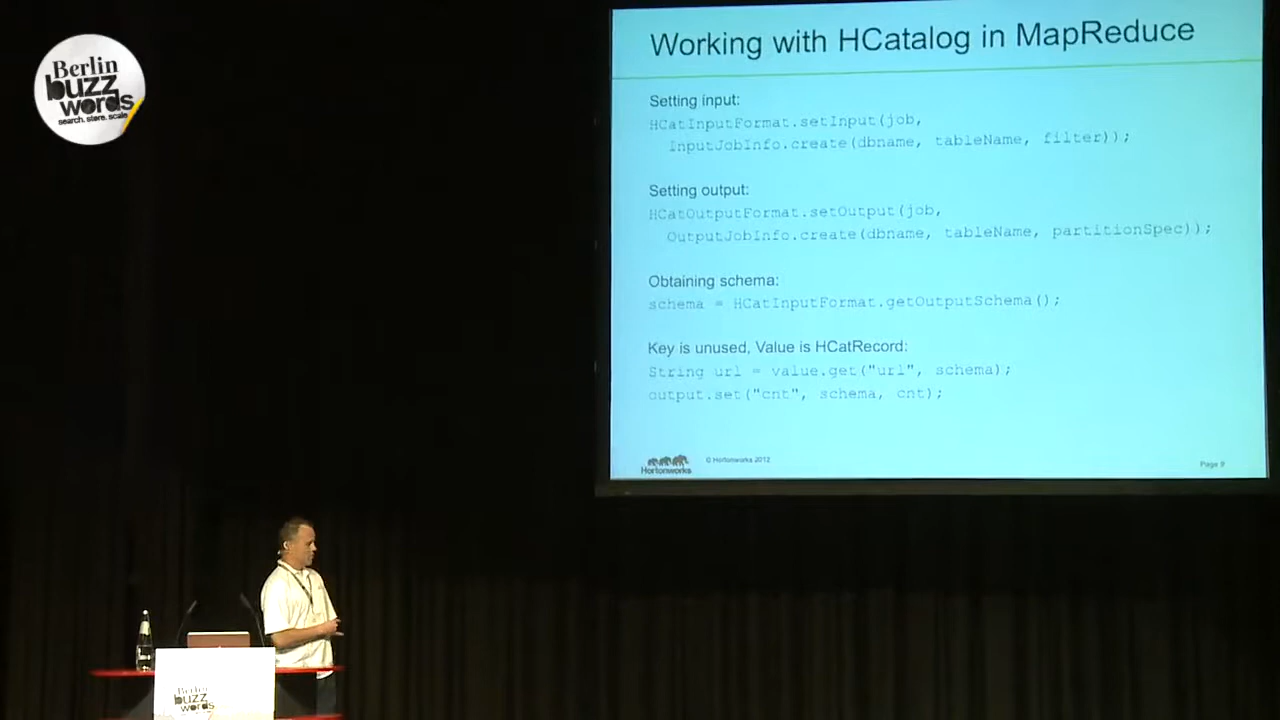 Berlin
buzz
words
search. store. scale
Working with HCatalog in MapReduce
Setting input:
HCatInputFormat.setInput(job,
InputJobInfo.create(dbname, tableName, filter));
Setting output:
HCatOutputFormat.setOutput(job,
OutputJobInfo.create(dbname, tableName, partitionSpec));
Obtaining schema:
schema = HCatInputFormat.getOutputSchema();
Key is unused, Value is HCatRecord:
String url = value.get("url", schema);
output.set("cnt", schema, cnt);
Hortonworks
© Hortonworks 2012
Page 9
Berlin
buzz
words